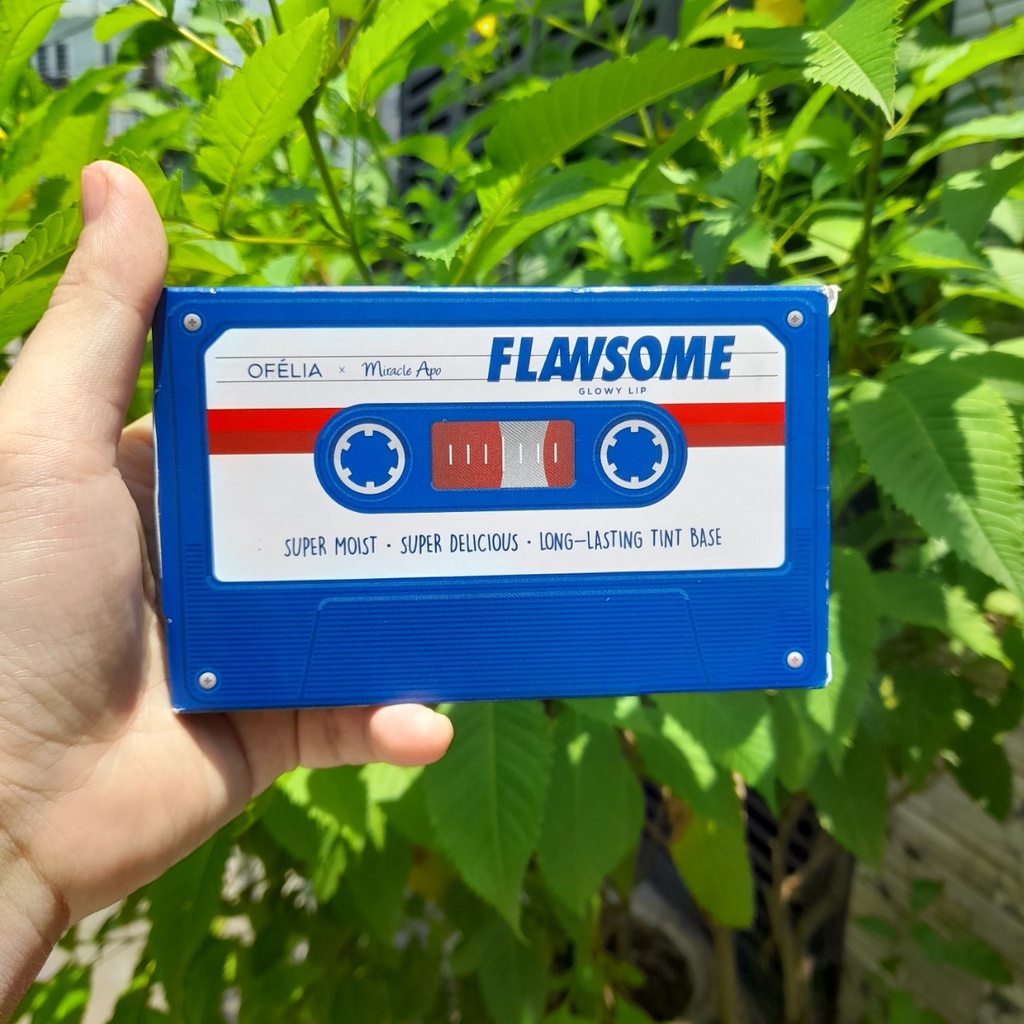 OFÉLIA × Miracle Apo
FLAWSOME
GLOWY LIP
SUPER MOIST · SUPER DELICIOUS · LONG-LASTING TINT BASE